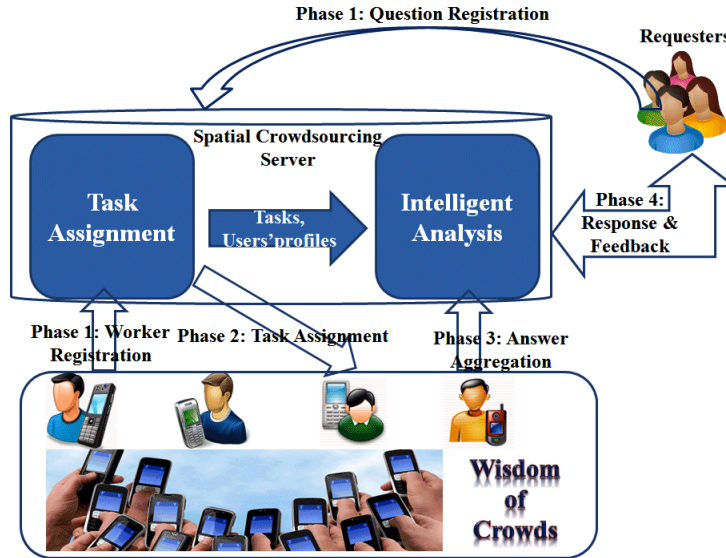 Phase 1: Question Registration
Requesters
Spatial Crowdsourcing
Server
Task
Assignment
Tasks,
Users'profiles
Intelligent
Analysis
Phase 4:
Response &
Feedback
Phase 1: Worker
Registration
Phase 2: Task Assignment
Phase 3: Answer
Aggregation
Wisdom
of
Crowds